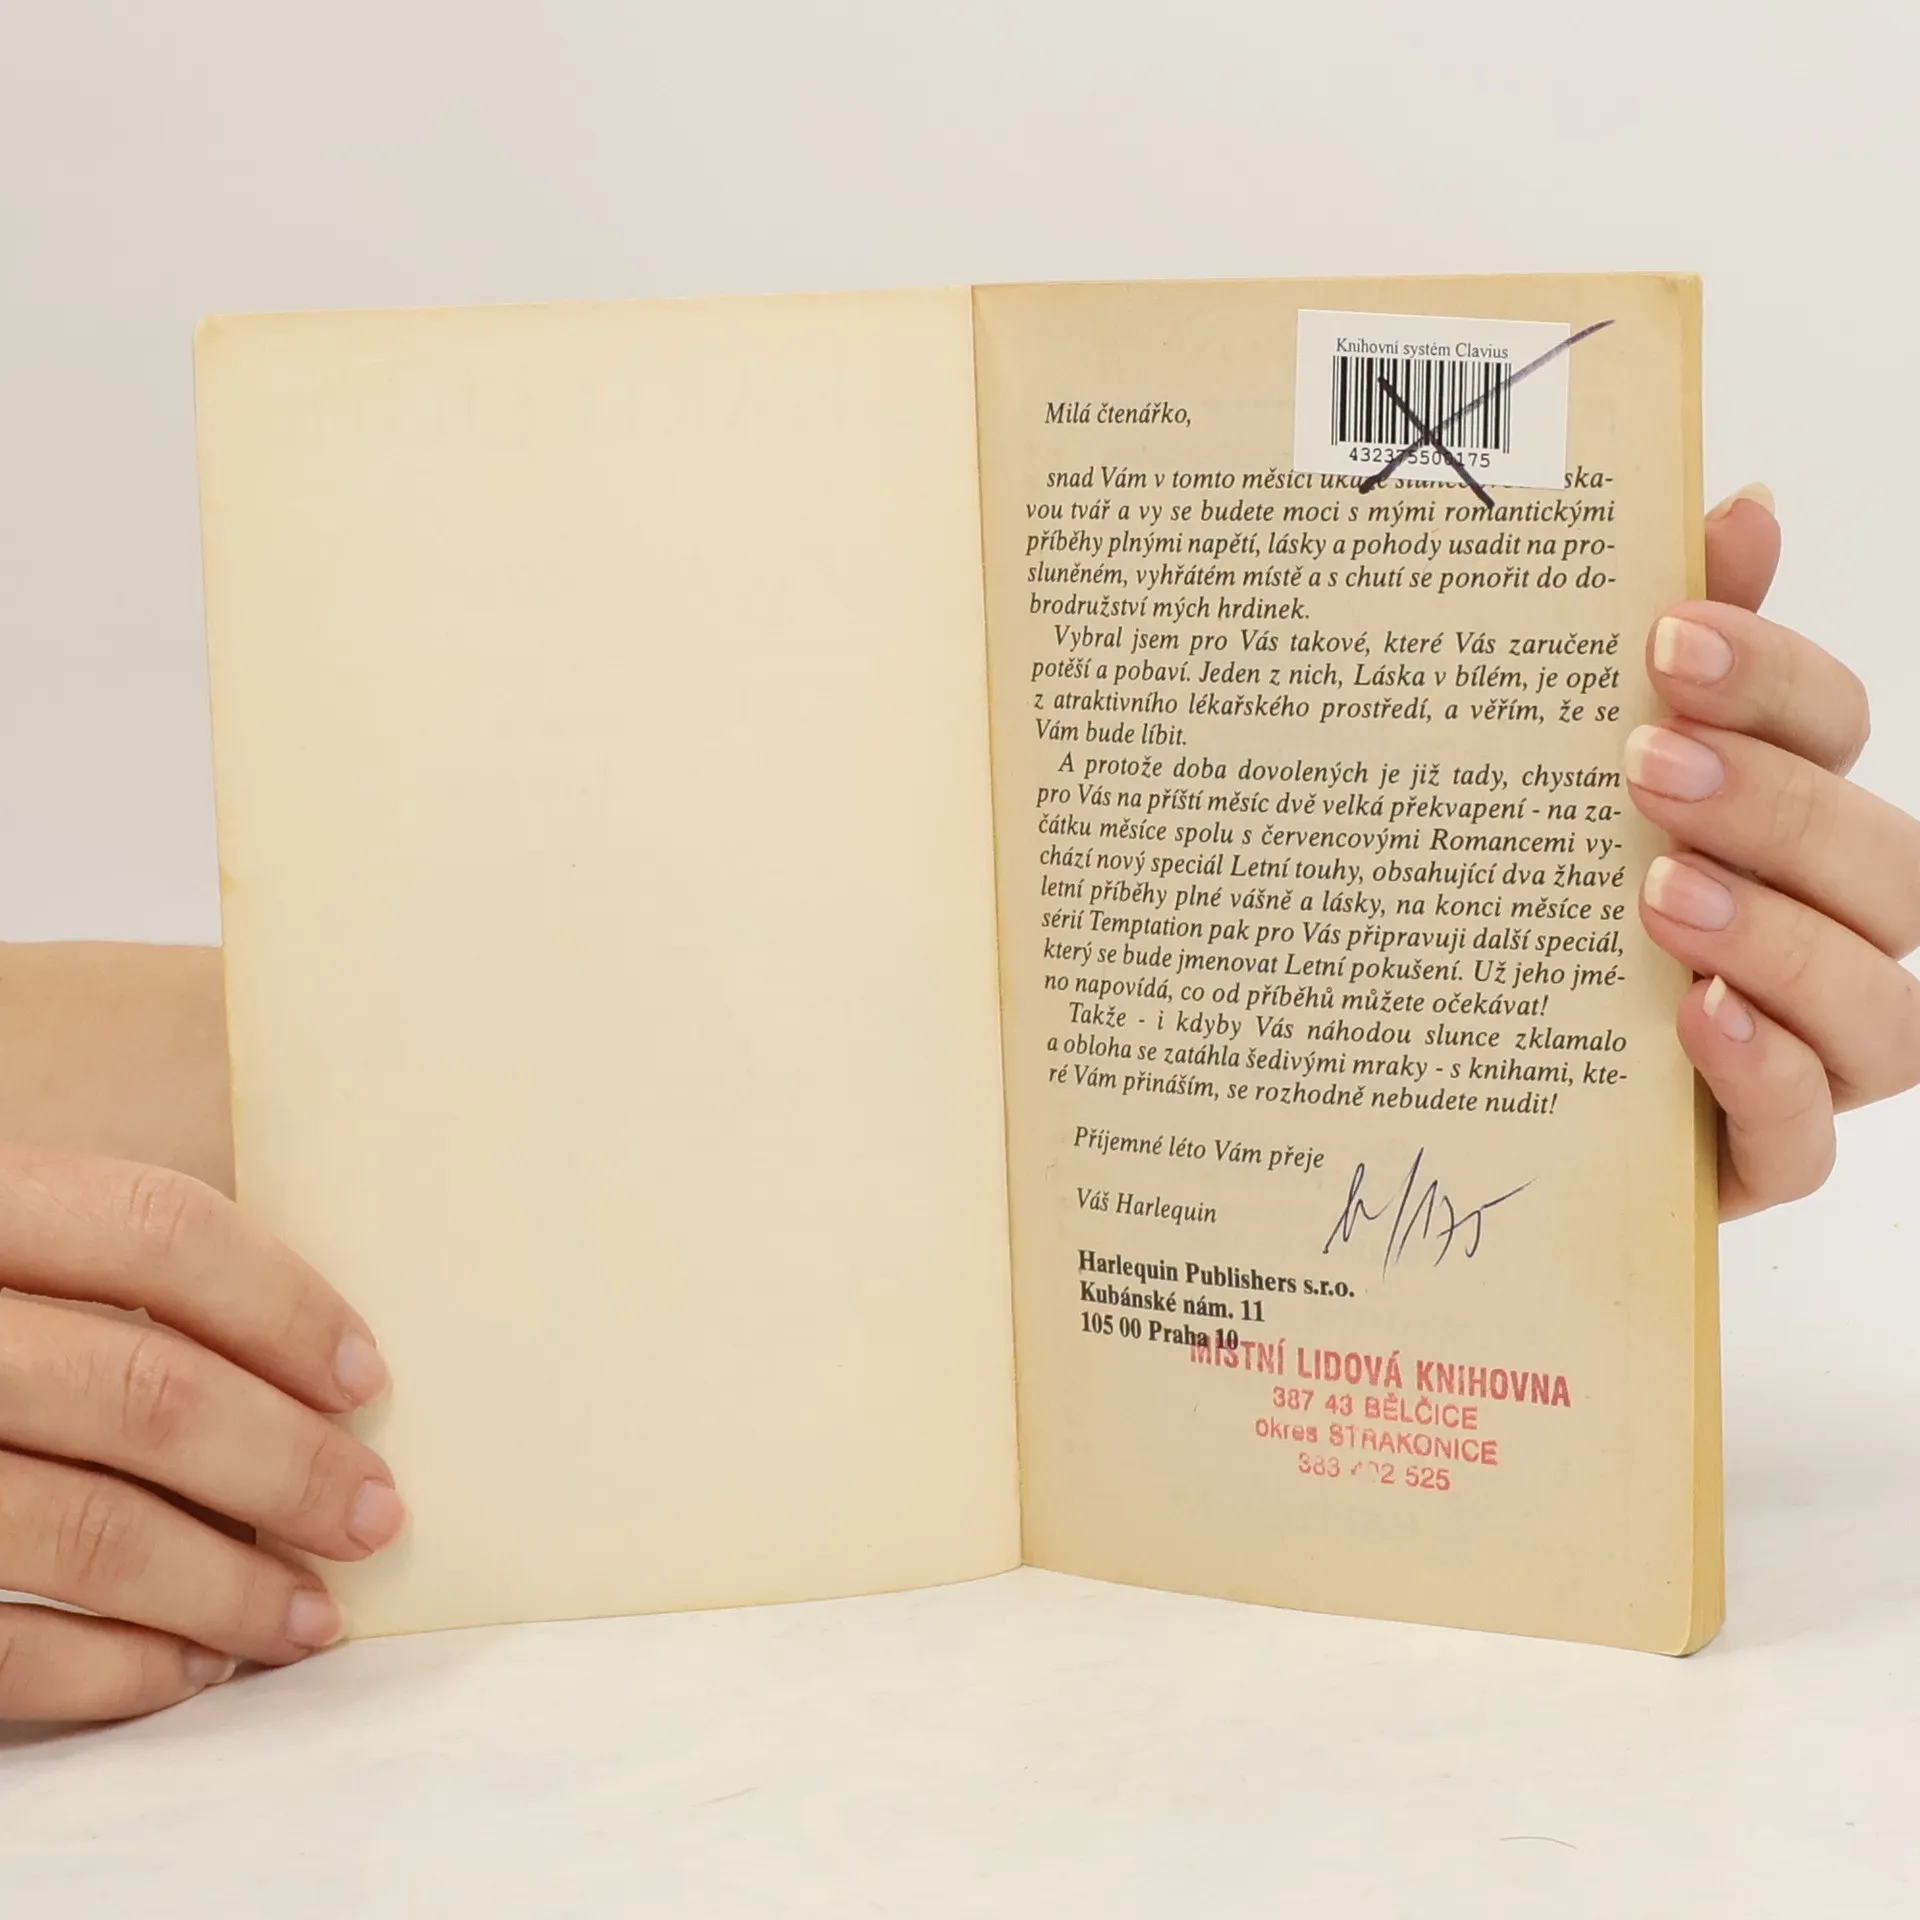 Knihovní systém Clavius
Milá čtenářko,
snad Vám v tomto měsíci ska-
vou tvář a vy se budete moci s mými romantickými
příběhy plnými napětí, lásky a pohody usadit na pro-
sluněném, vyhřátém místě a s chutí se ponořit do do-
brodružství mých hrdinek.
Vybral jsem pro Vás takové, které Vás zaručeně
potěší a pobaví. Jeden z nich, Láska v bílém, je opět
z atraktivního lékařského prostředí, a věřím, že se
Vám bude líbit.
A protože doba dovolených je již tady, chystám
pro Vás na příští měsíc dvě velká překvapení - na za-
čátku měsíce spolu s červencovými Romancemi vy-
chází nový speciál Letní touhy, obsahující dva žhavé
letní příběhy plné vášně a lásky, na konci měsíce se
sérií Temptation pak pro Vás připravuji další speciál,
který se bude jmenovat Letní pokušení. Už jeho jmé-
no napovídá, co od příběhů můžete očekávat!
Takže - i kdyby Vás náhodou slunce zklamalo
a obloha se zatáhla šedivými mraky - s knihami, kte-
ré Vám přináším, se rozhodně nebudete nudit!
Příjemné léto Vám přeje
Váš Harlequin
Harlequin Publishers s.r.o.
Kubánské nám. 11
105 00 Praha 10
MÍSTNÍ LIDOVÁ KNIHOVNA
387 43 BĚLČICE
okres STRAKONICE
383 525